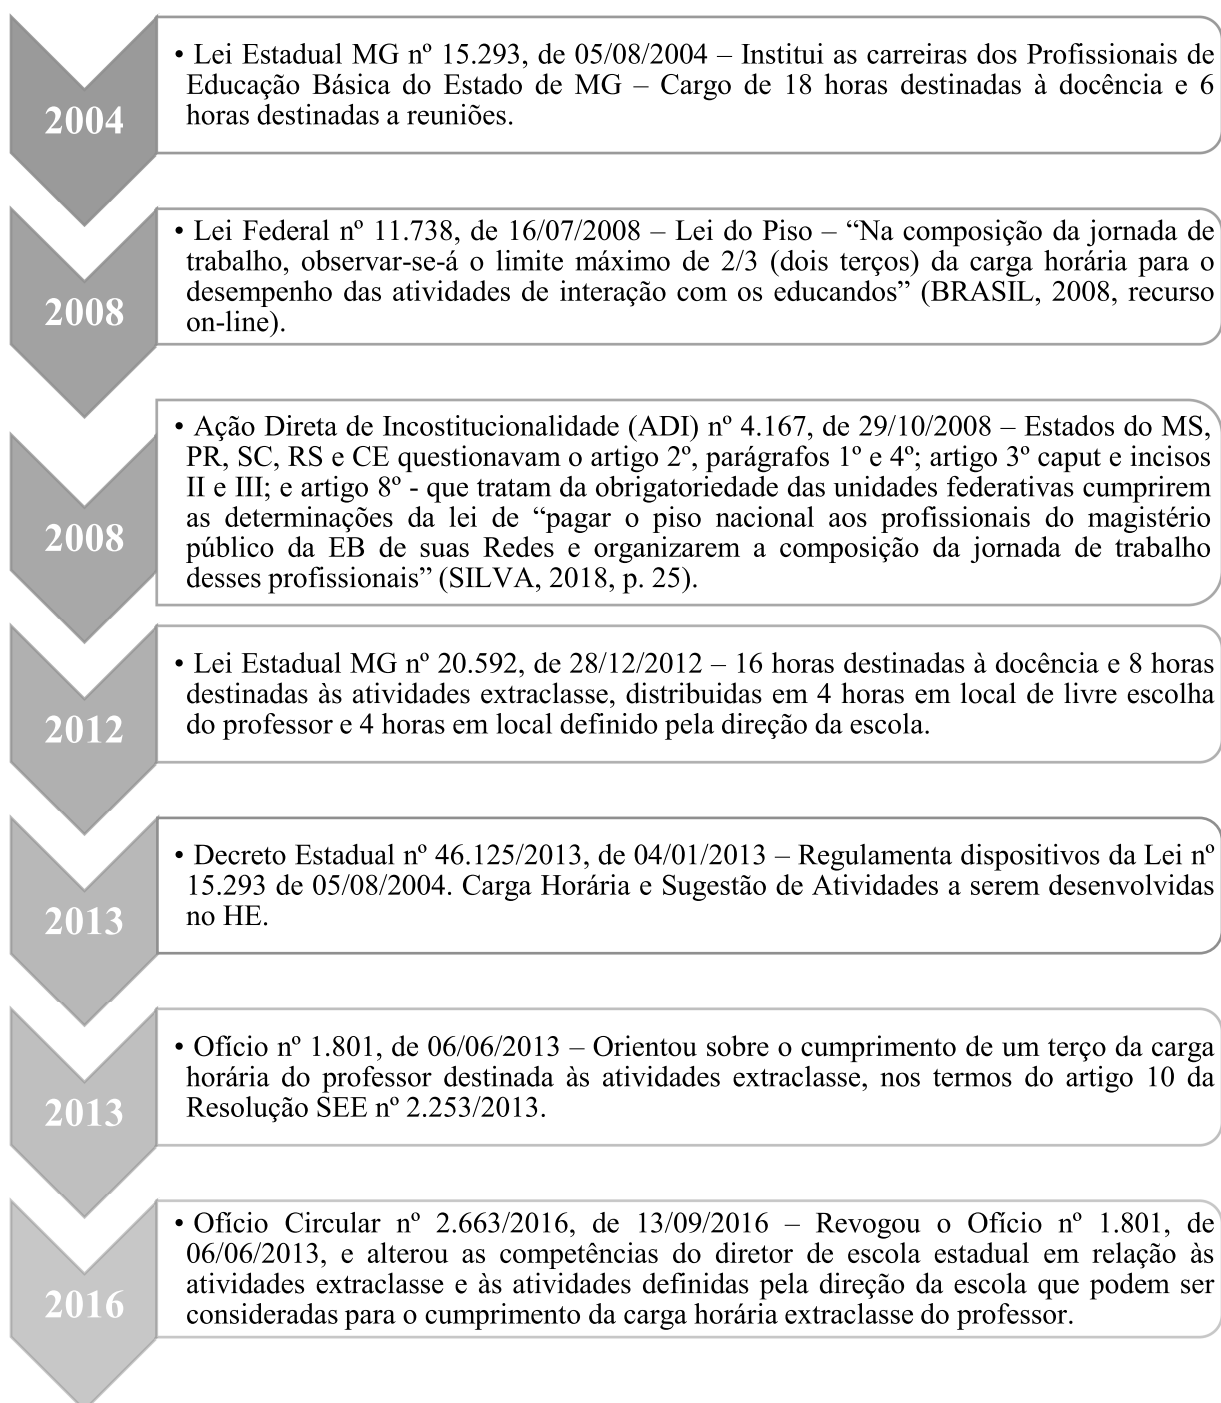 2004
• Lei Estadual MG nº 15.293, de 05/08/2004 – Institui as carreiras dos Profissionais de
Educação Básica do Estado de MG – Cargo de 18 horas destinadas à docência e 6
horas destinadas a reuniões.
2008
• Lei Federal nº 11.738, de 16/07/2008 – Lei do Piso – “Na composição da jornada de
trabalho, observar-se-á o limite máximo de 2/3 (dois terços) da carga horária para o
desempenho das atividades de interação com os educandos” (BRASIL, 2008, recurso
on-line).
2008
• Ação Direta de Incostitucionalidade (ADI) nº 4.167, de 29/10/2008 – Estados do MS,
PR, SC, RS e CE questionavam o artigo 2º, parágrafos 1º e 4º; artigo 3º caput e incisos
II e III; e artigo 8º - que tratam da obrigatoriedade das unidades federativas cumprirem
as determinações da lei de “pagar o piso nacional aos profissionais do magistério
público da EB de suas Redes e organizarem a composição da jornada de trabalho
desses profissionais” (SILVA, 2018, p. 25).
2012
• Lei Estadual MG nº 20.592, de 28/12/2012 – 16 horas destinadas à docência e 8 horas
destinadas às atividades extraclasse, distribuidas em 4 horas em local de livre escolha
do professor e 4 horas em local definido pela direção da escola.
2013
• Decreto Estadual nº 46.125/2013, de 04/01/2013 – Regulamenta dispositivos da Lei nº
15.293 de 05/08/2004. Carga Horária e Sugestão de Atividades a serem desenvolvidas
no HE.
2013
• Ofício nº 1.801, de 06/06/2013 – Orientou sobre o cumprimento de um terço da carga
horária do professor destinada às atividades extraclasse, nos termos do artigo 10 da
Resolução SEE nº 2.253/2013.
2016
• Ofício Circular nº 2.663/2016, de 13/09/2016 – Revogou o Ofício nº 1.801, de
06/06/2013, e alterou as competências do diretor de escola estadual em relação às
atividades extraclasse e às atividades definidas pela direção da escola que podem ser
consideradas para o cumprimento da carga horária extraclasse do professor.